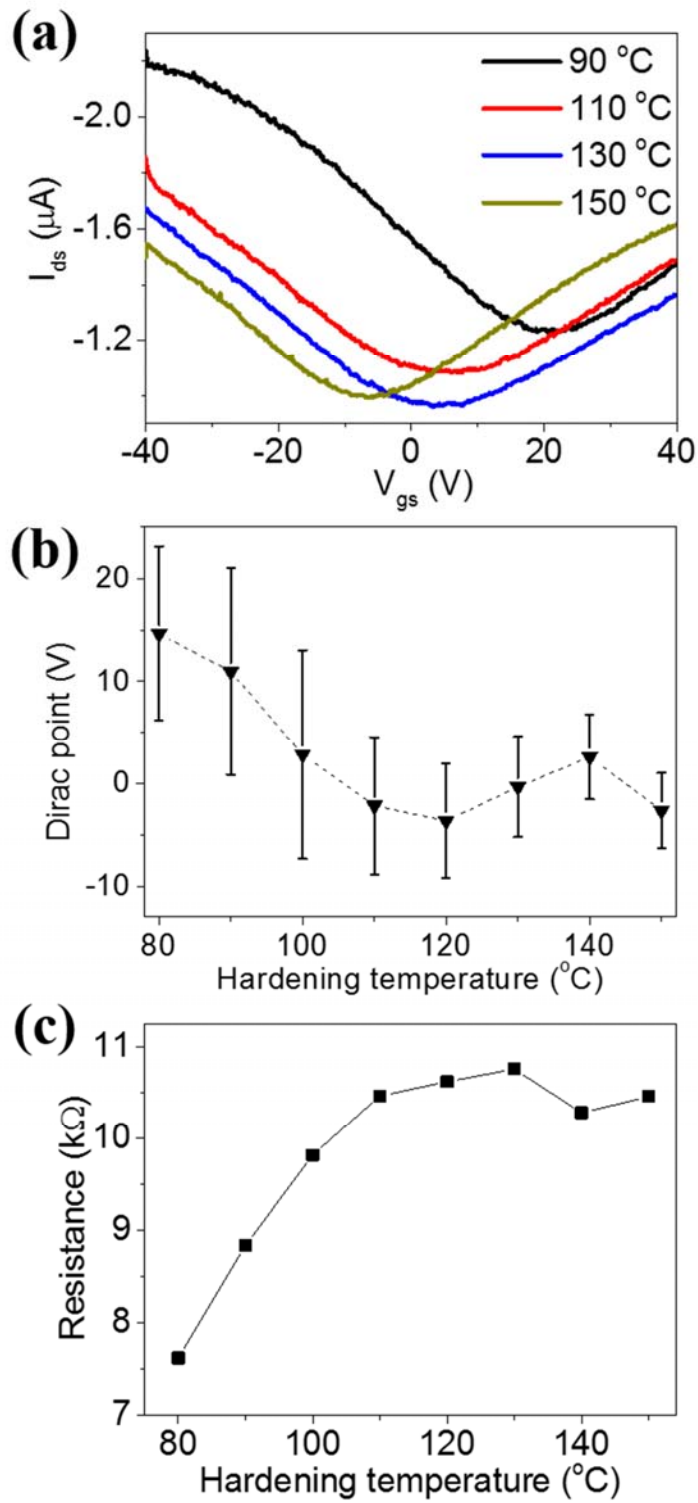 (a)
90 °C
110 °C
130 °C
150 °C
-2.0
-1.6
-1.2
I_ds (μA)
-40 -20 0 20 40
V_gs (V)
(b)
20
10
0
-10
Dirac point (V)
80 100 120 140
Hardening temperature (°C)
(c)
11
10
9
8
7
Resistance (kΩ)
80 100 120 140
Hardening temperature (°C)